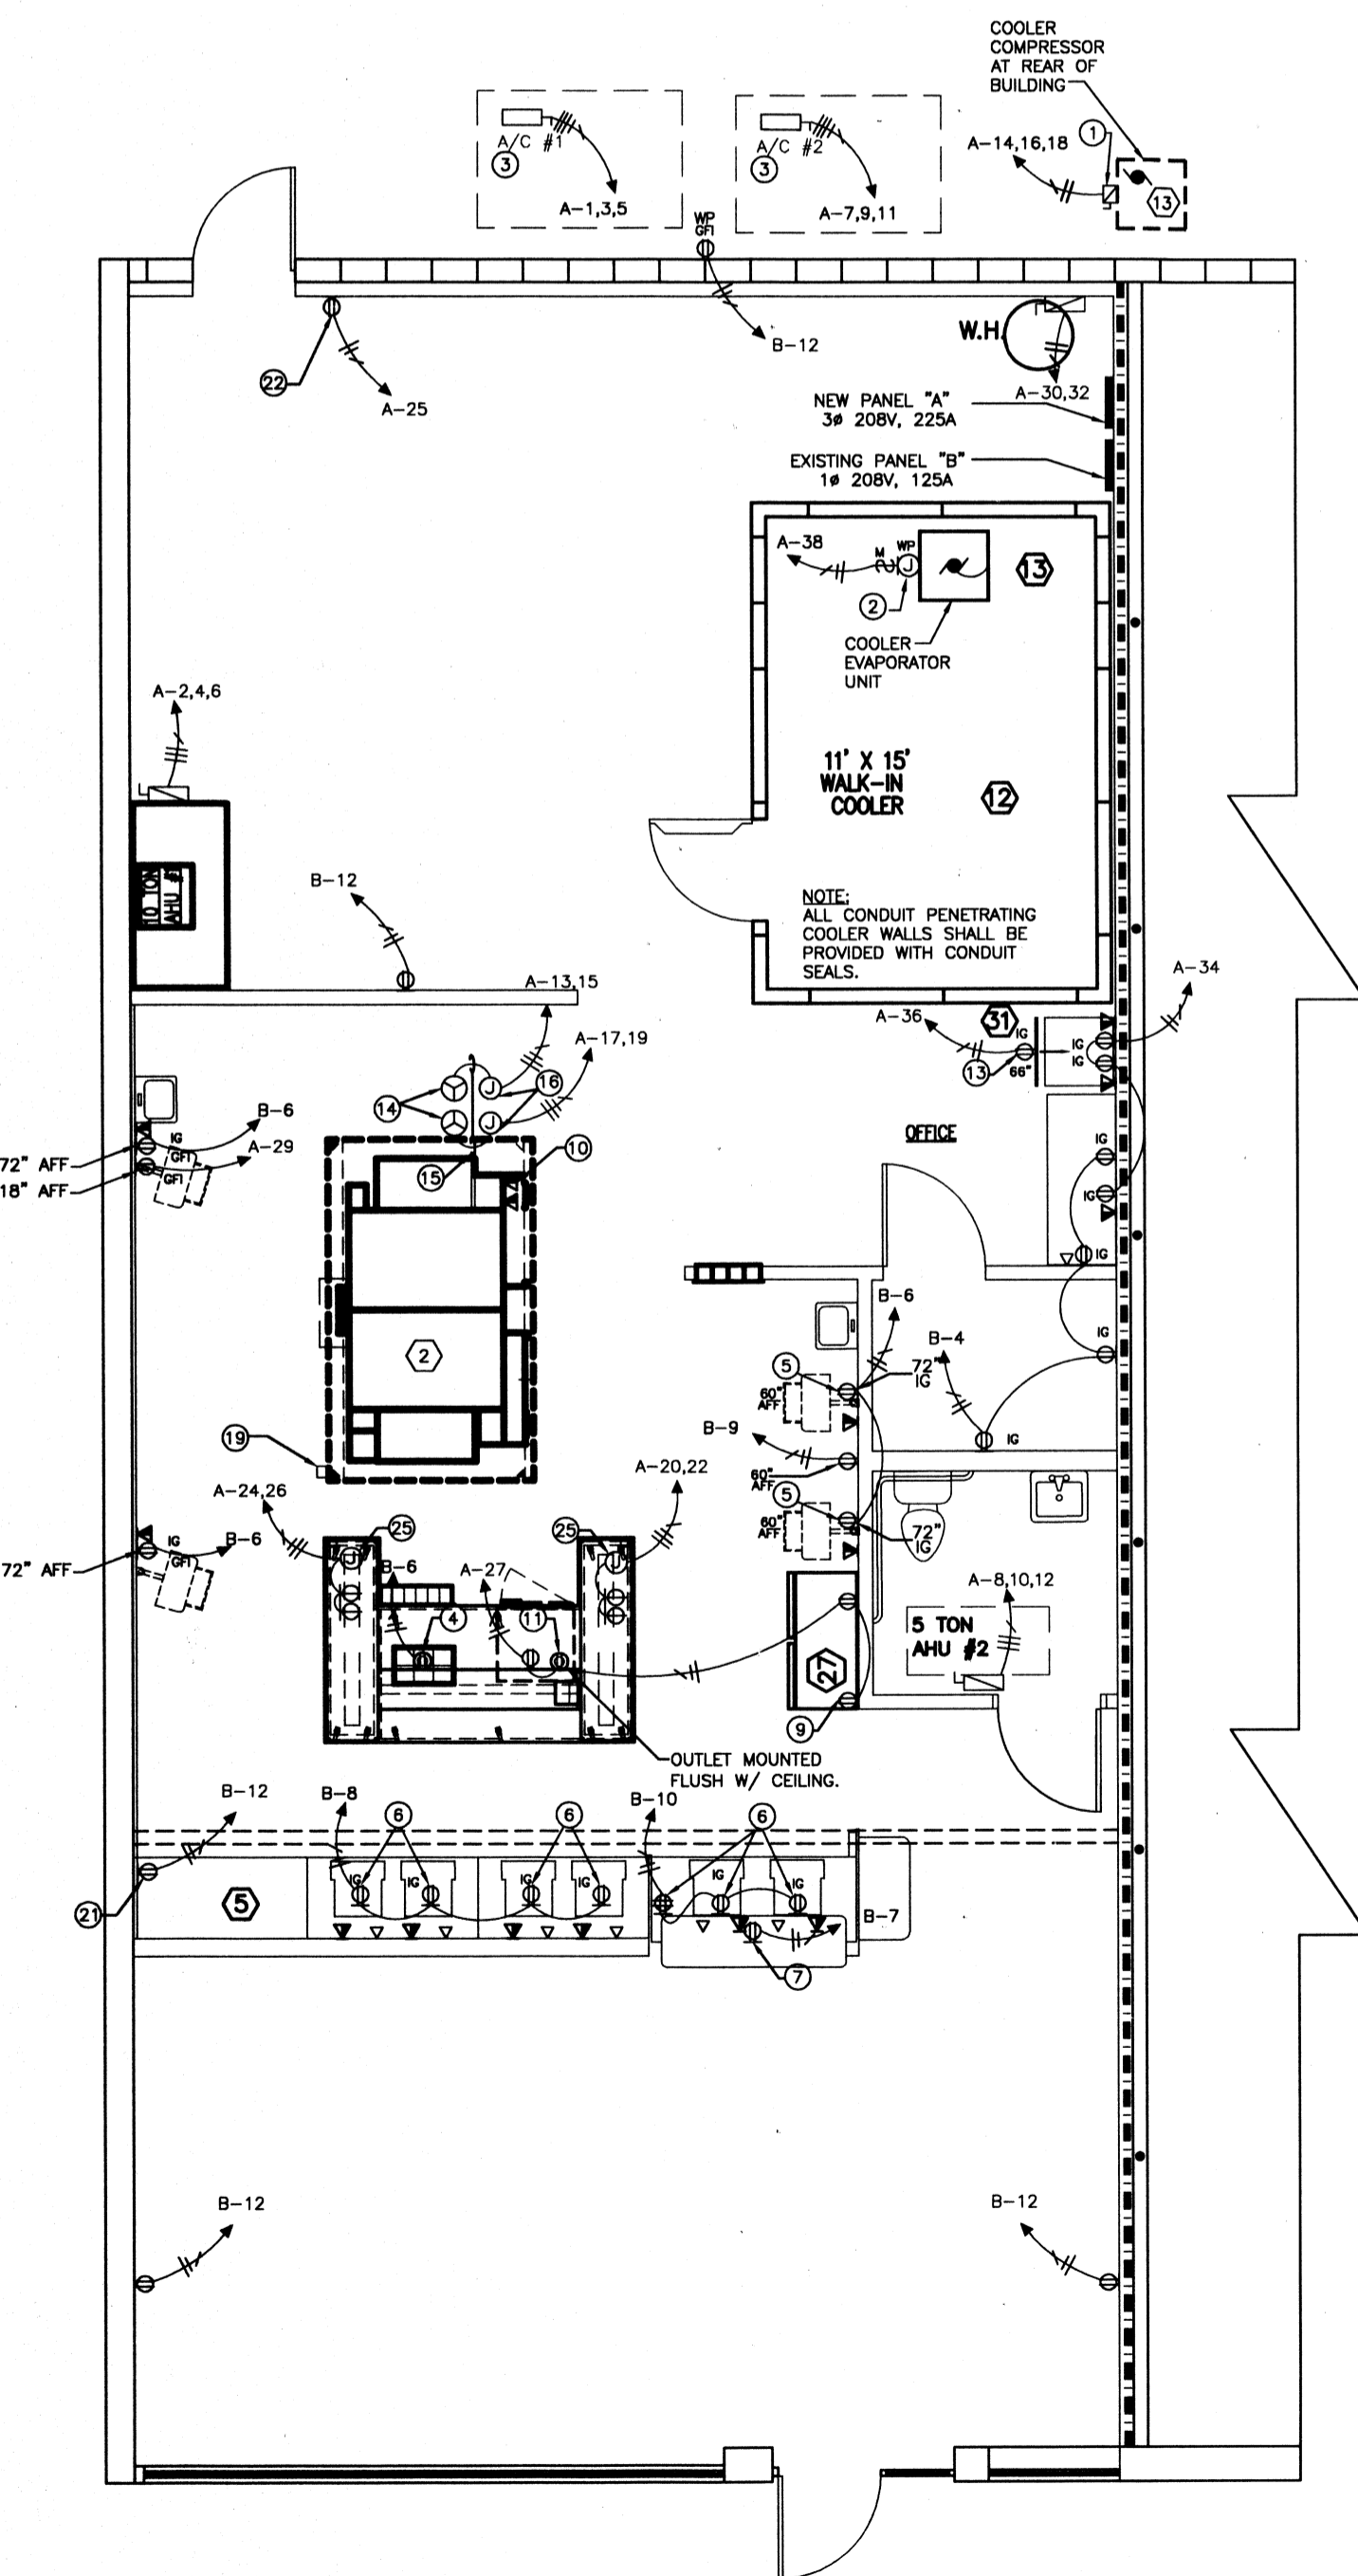 COOLER
COMPRESSOR
AT REAR OF
BUILDING
A/C #1
3
A-1,3,5
A/C #2
3
A-7,9,11
A-14,16,18
1
13
WP
GFI
B-12
22
A-25
W.H.
A-30,32
NEW PANEL "A"
3ø 208V, 225A
EXISTING PANEL "B"
1ø 208V, 125A
A-38
M
WP
J
13
2
COOLER
EVAPORATOR
UNIT
A-2,4,6
11' X 15'
WALK-IN
COOLER
12
10 TON
AHU #1
B-12
NOTE:
ALL CONDUIT PENETRATING
COOLER WALLS SHALL BE
PROVIDED WITH CONDUIT
SEALS.
A-13,15
A-34
A-36
31
IG
13
66"
IG
IG
A-17,19
14
J
16
J
B-6
IG
A-29
GFI
GFI
72" AFF
18" AFF
15
10
OFFICE
IG
IG
IG
2
B-6
B-4
IG
5
72"
IG
60"
AFF
IG
B-9
60"
AFF
19
A-20,22
A-24,26
5
60"
AFF
72"
IG
25
25
IG
B-6
GFI
72" AFF
J
J
B-6
A-27
4
11
A-8,10,12
5 TON
AHU #2
27
9
OUTLET MOUNTED
FLUSH W/ CEILING.
B-12
B-8
6
6
B-10
6
IG
IG
IG
IG
IG
IG
5
21
B-7
7
B-12
B-12